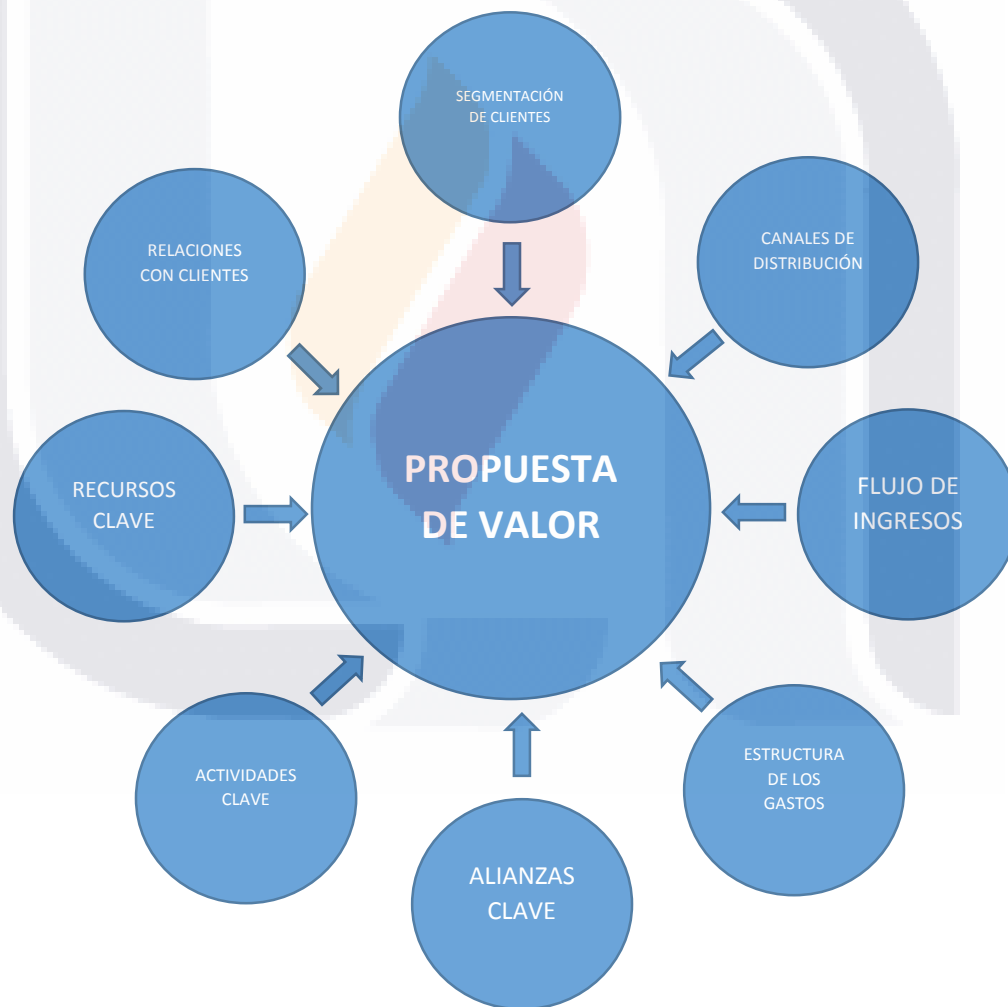 SEGMENTACIÓN
DE CLIENTES
RELACIONES
CON CLIENTES
CANALES DE
DISTRIBUCIÓN
PROPUESTA
DE VALOR
RECURSOS
CLAVE
FLUJO DE
INGRESOS
ACTIVIDADES
CLAVE
ESTRUCTURA
DE LOS
GASTOS
ALIANZAS
CLAVE